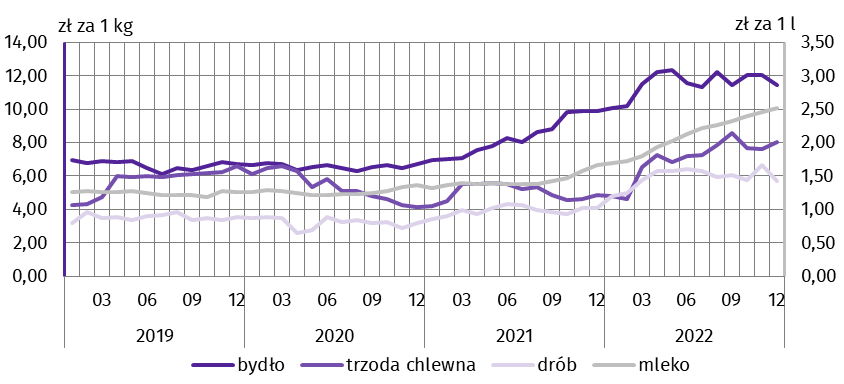 zł za 1 kg zł za 1 l
14,00 3,50
12,00 3,00
10,00 2,50
8,00 2,00
6,00 1,50
4,00 1,00
2,00 0,50
0,00 0,00
03 06 09 12 03 06 09 12 03 06 09 12 03 06 09 12
2019 2020 2021 2022
bydło trzoda chlewna drób mleko